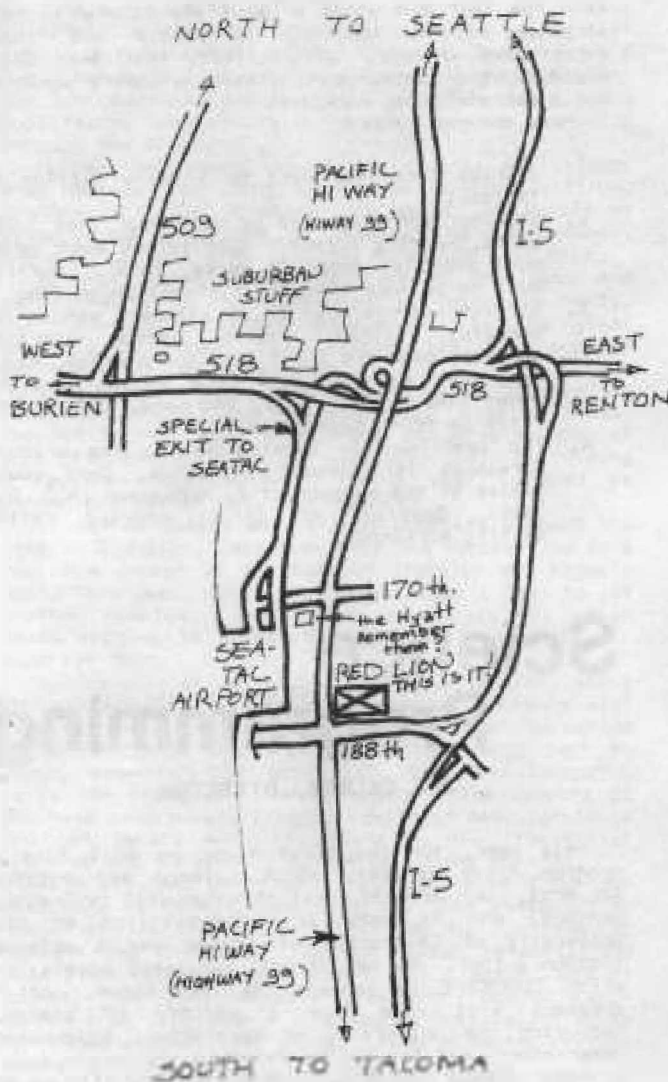 NORTH TO SEATTLE
PACIFIC
HI WAY
(HIWAY 99)
509
I-5
SUBURBAN
STUFF
WEST
TO
BURIEN
518
518
EAST
TO
RENTON
SPECIAL
EXIT TO
SEATAC
170th.
the Hyatt
Remember
them?
SEA-
TAC
AIRPORT
RED LION
THIS IS IT!
188th
I-5
PACIFIC
HIWAY
(HIGHWAY 99)
SOUTH TO TACOMA